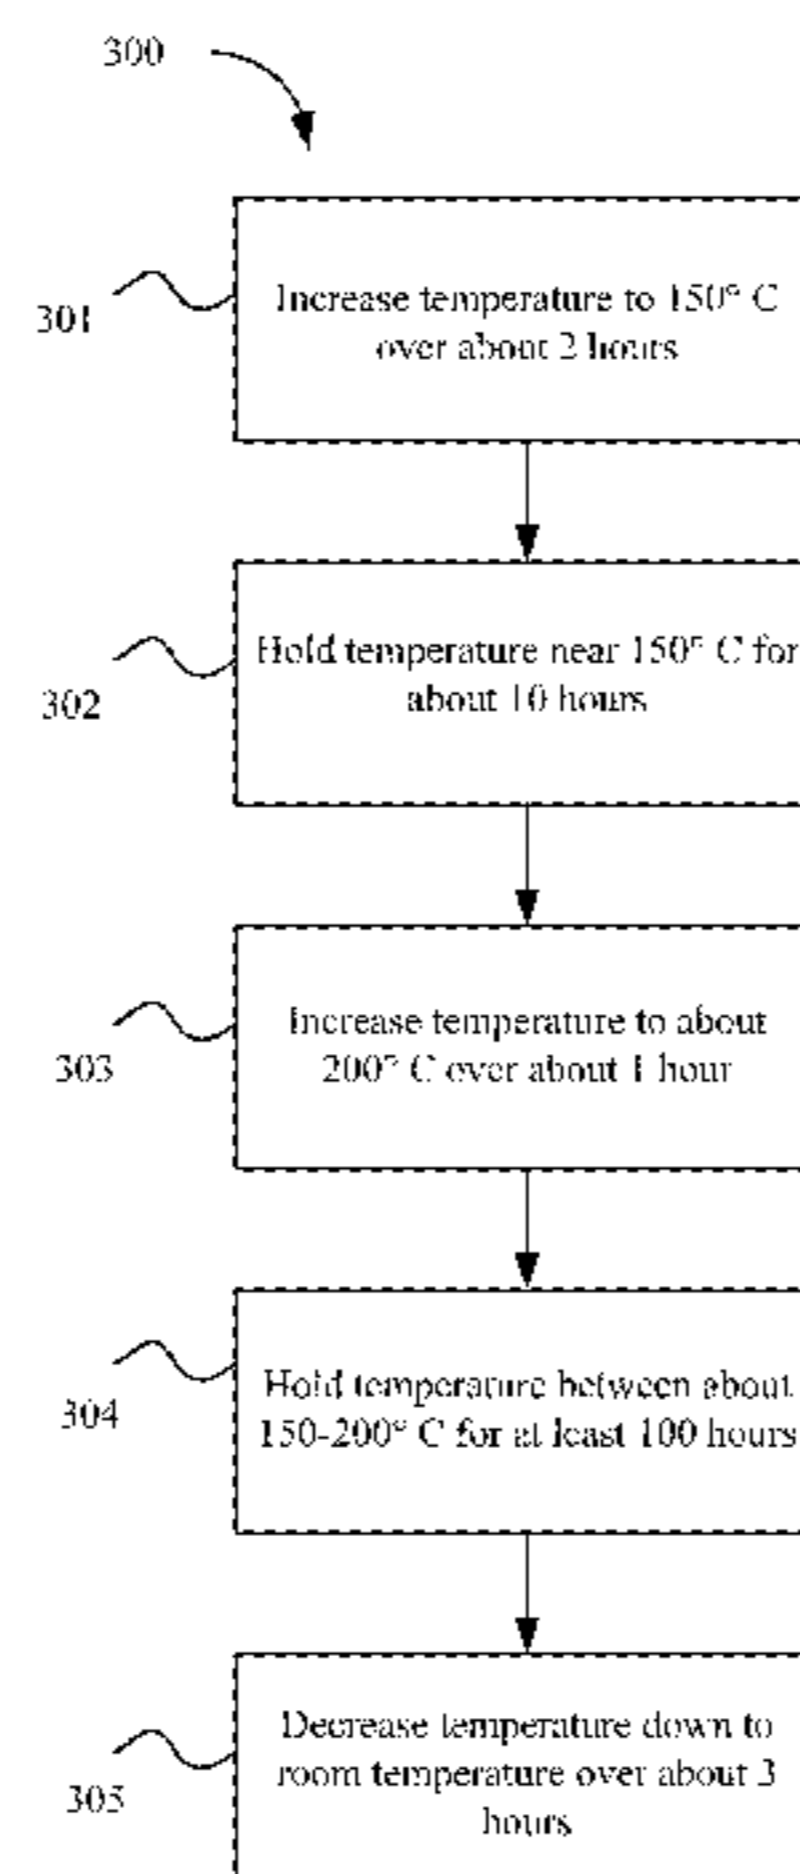 300
301
Increase temperature to 150° C
over about 2 hours
302
Hold temperature near 150° C for
about 10 hours
303
Increase temperature to about
200° C over about 1 hour
304
Hold temperature between about
150-200° C for at least 100 hours
305
Decrease temperature down to
room temperature over about 3
hours